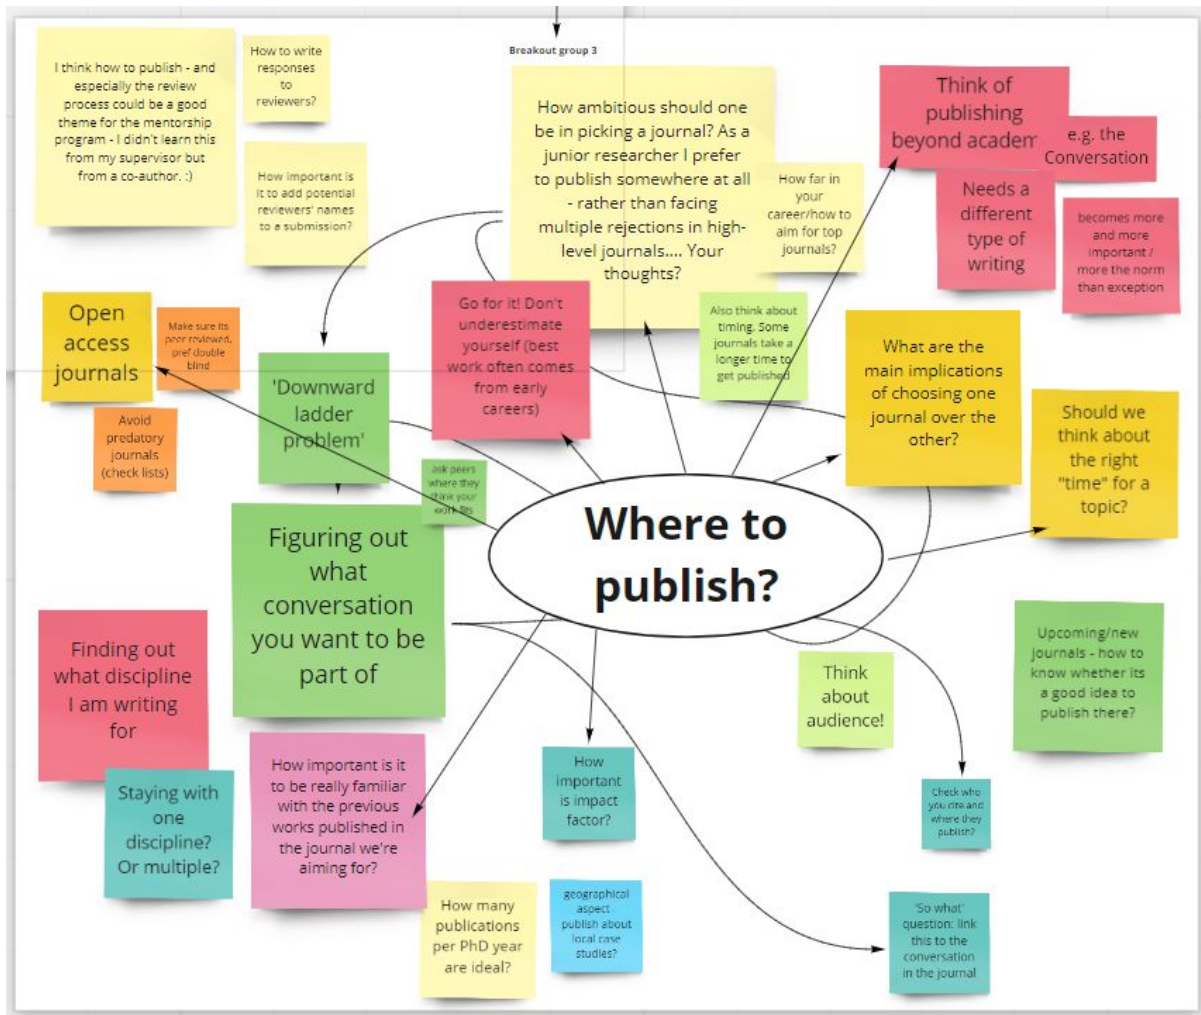 Breakout group 3
I think how to publish - and
especially the review
process could be a good
theme for the mentorship
program - I didn't learn this
from my supervisor but
from a co-author. :)
How to write
responses
to
reviewers?
How important is
it to add potential
reviewers' names
to a submission?
How ambitious should one
be in picking a journal? As a
junior researcher I prefer
to publish somewhere at all
- rather than facing
multiple rejections in high-
level journals.... Your
thoughts?
How far in
your
career/how to
aim for top
journals?
Think of
publishing
beyond academ
e.g. the
Conversation
Needs a
different
type of
writing
becomes more
and more
important /
more the norm
than exception
Open
access
journals
Make sure its
peer reviewed,
pref double
blind
Avoid
predatory
journals
(check lists)
'Downward
ladder
problem'
Go for it! Don't
underestimate
yourself (best
work often comes
from early
careers)
Also think about
timing. Some
journals take a
longer time to
get published
What are the
main implications
of choosing one
journal over the
other?
Should we
think about
the right
"time" for a
topic?
ask peers
where they
think your
work fits
Where to
publish?
Figuring out
what
conversation
you want to be
part of
Finding out
what discipline
I am writing
for
Staying with
one
discipline?
Or multiple?
How important is it
to be really familiar
with the previous
works published in
the journal we're
aiming for?
How
important
is impact
factor?
Think
about
audience!
Upcoming/new
journals - how to
know whether its
a good idea to
publish there?
Check who
you cite and
where they
publish?
How many
publications
per PhD year
are ideal?
geographical
aspect
publish about
local case
studies?
'So what'
question: link
this to the
conversation
in the journal